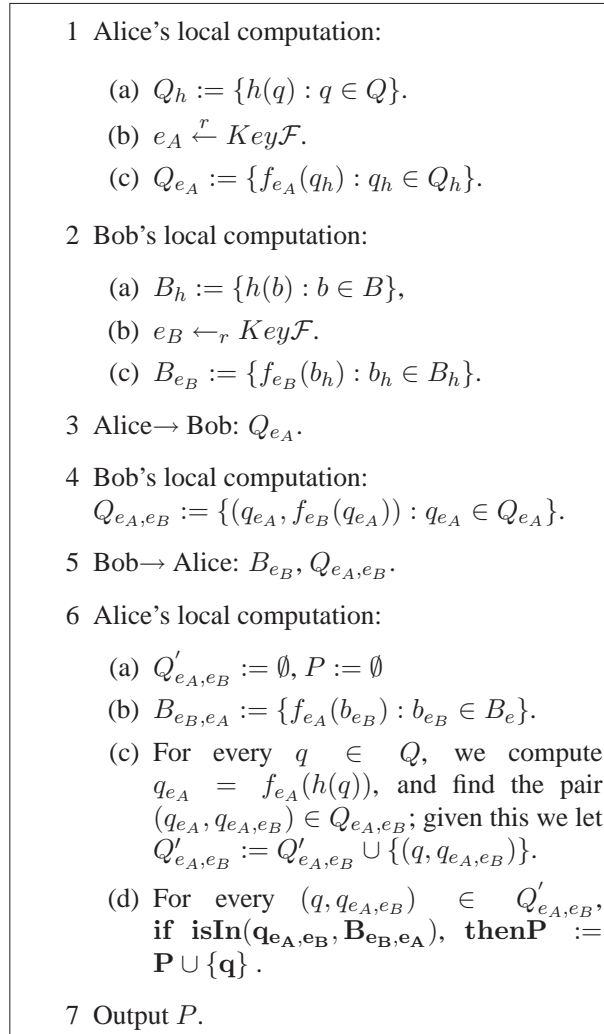 1 Alice's local computation:
(a) Q_h := {h(q) : q ∈ Q}.
(b) e_A ←^r KeyF.
(c) Q_{e_A} := {f_{e_A}(q_h) : q_h ∈ Q_h}.
2 Bob's local computation:
(a) B_h := {h(b) : b ∈ B},
(b) e_B ←_r KeyF.
(c) B_{e_B} := {f_{e_B}(b_h) : b_h ∈ B_h}.
3 Alice→ Bob: Q_{e_A}.
4 Bob's local computation:
Q_{e_A,e_B} := {(q_{e_A}, f_{e_B}(q_{e_A})) : q_{e_A} ∈ Q_{e_A}}.
5 Bob→ Alice: B_{e_B}, Q_{e_A,e_B}.
6 Alice's local computation:
(a) Q'_{e_A,e_B} := ∅, P := ∅
(b) B_{e_B,e_A} := {f_{e_A}(b_{e_B}) : b_{e_B} ∈ B_e}.
(c) For every q ∈ Q, we compute
q_{e_A} = f_{e_A}(h(q)), and find the pair
(q_{e_A}, q_{e_A,e_B}) ∈ Q_{e_A,e_B}; given this we let
Q'_{e_A,e_B} := Q'_{e_A,e_B} ∪ {(q, q_{e_A,e_B})}.
(d) For every (q, q_{e_A,e_B}) ∈ Q'_{e_A,e_B},
if isIn(q_{e_A,e_B}, B_{e_B,e_A}), thenP :=
P ∪ {q} .
7 Output P.